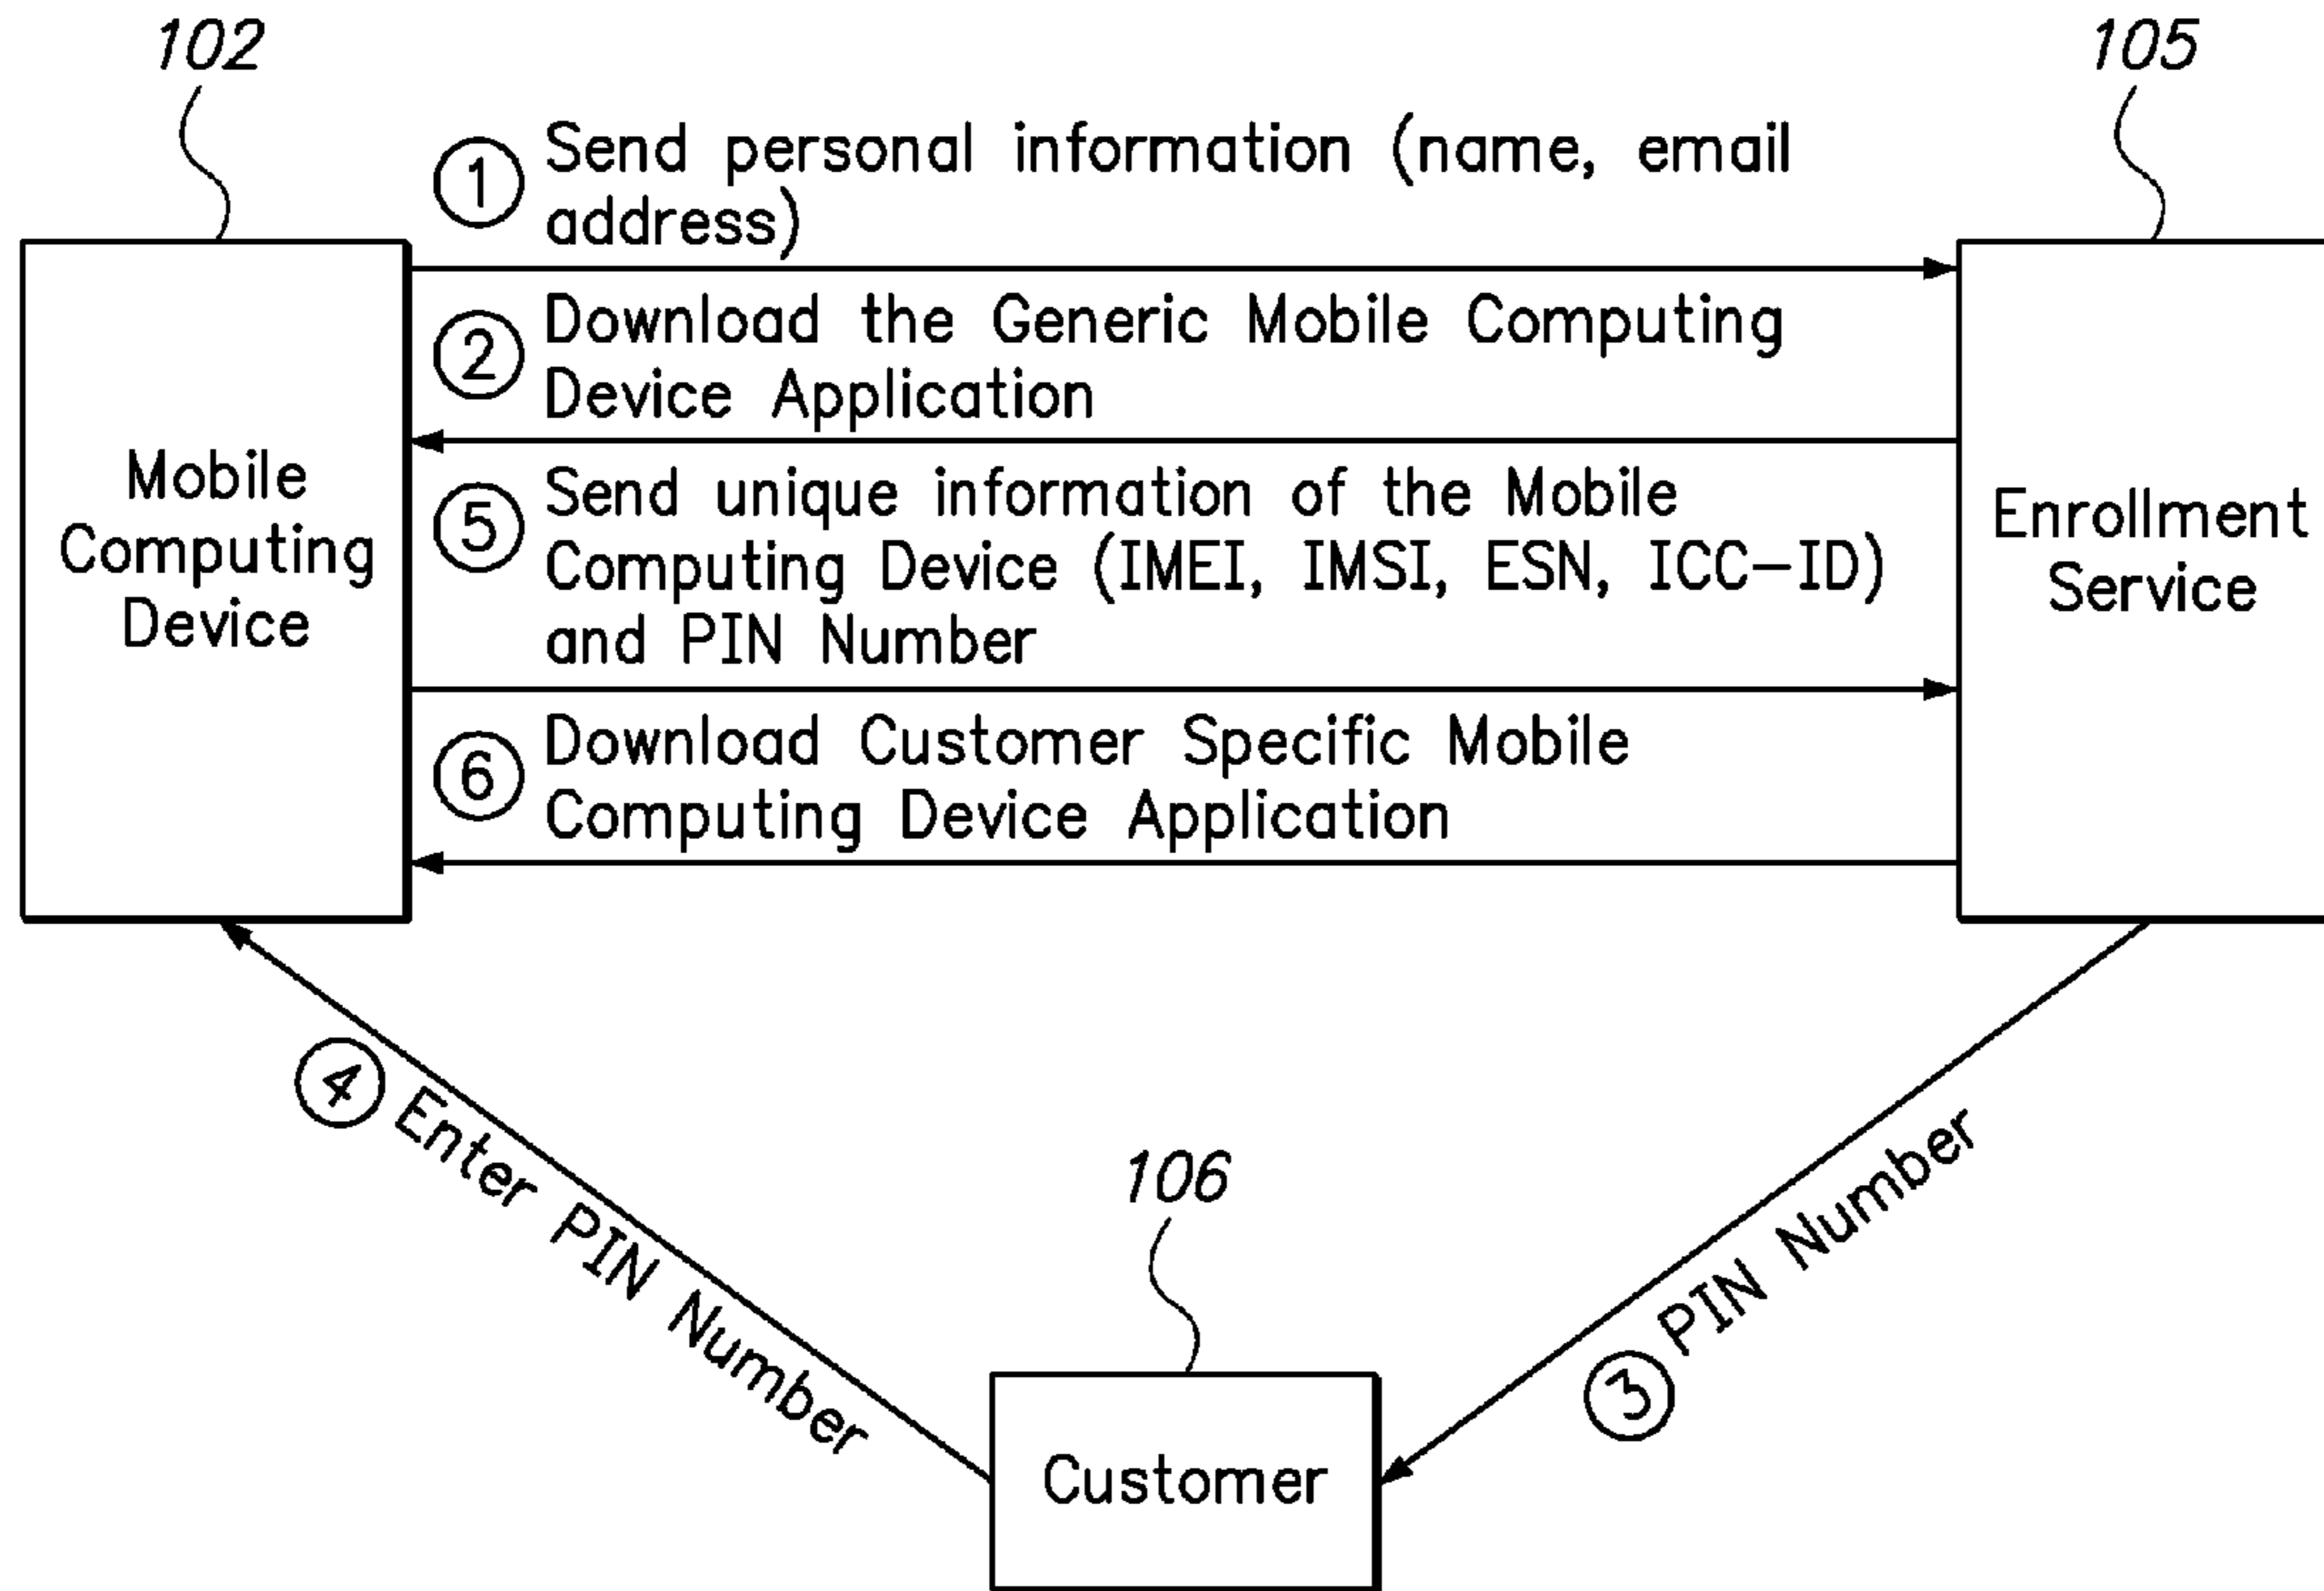 102
105
① Send personal information (name, email
address)
② Download the Generic Mobile Computing
Device Application
Mobile
Computing
Device
⑤ Send unique information of the Mobile
Computing Device (IMEI, IMSI, ESN, ICC-ID)
and PIN Number
Enrollment
Service
⑥ Download Customer Specific Mobile
Computing Device Application
④ Enter PIN Number
③ PIN Number
106
Customer